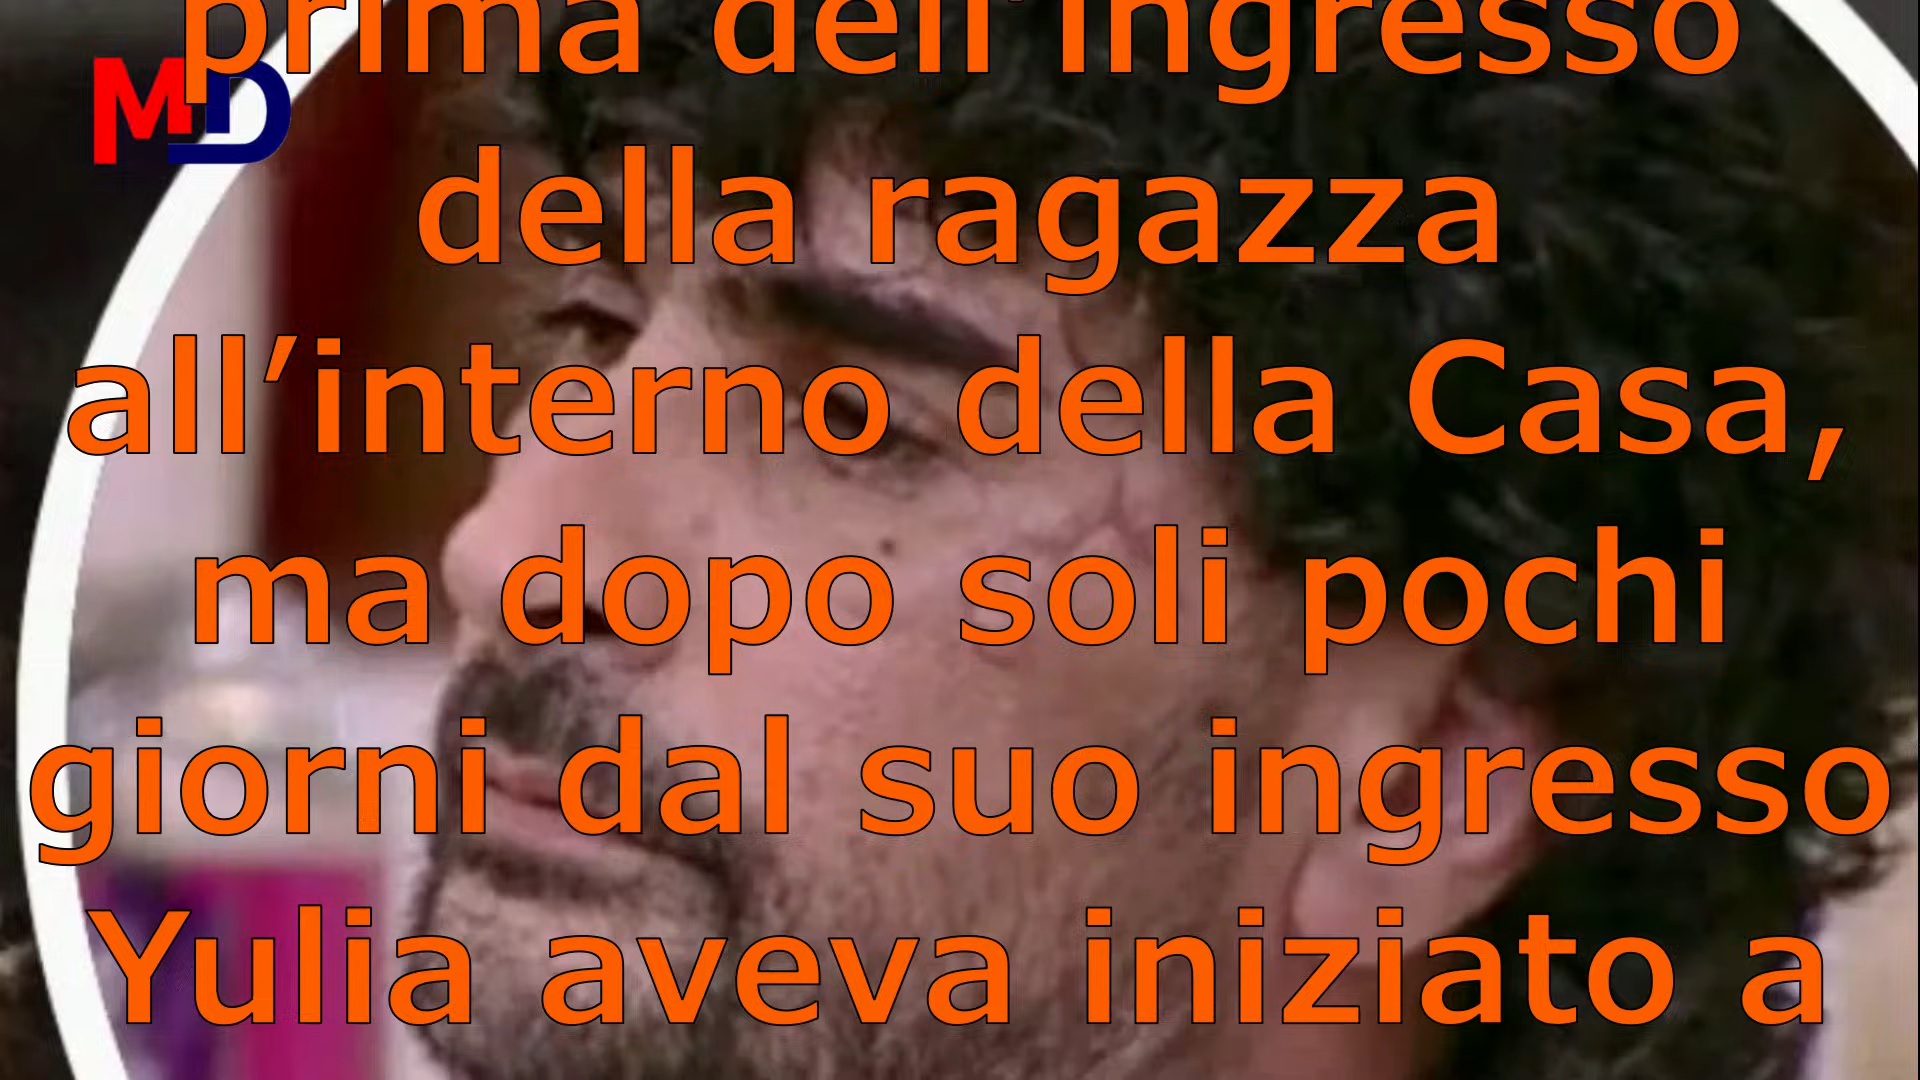 MD
prima dell'ingresso
della ragazza
all’interno della Casa,
ma dopo soli pochi
giorni dal suo ingresso
Yulia aveva iniziato a